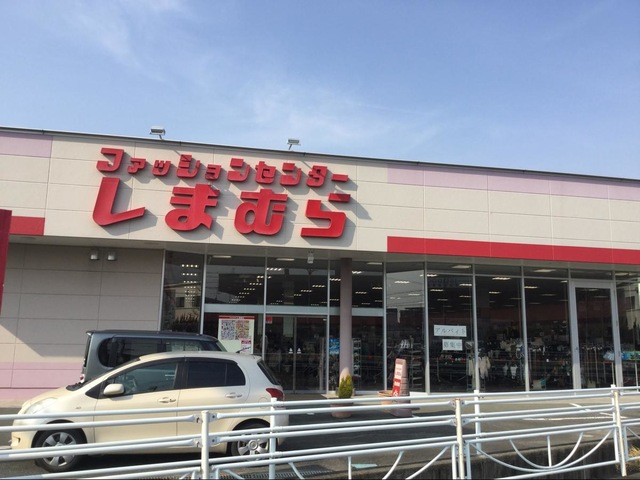 ファッションセンター
しまむら
アルバイト
募集中